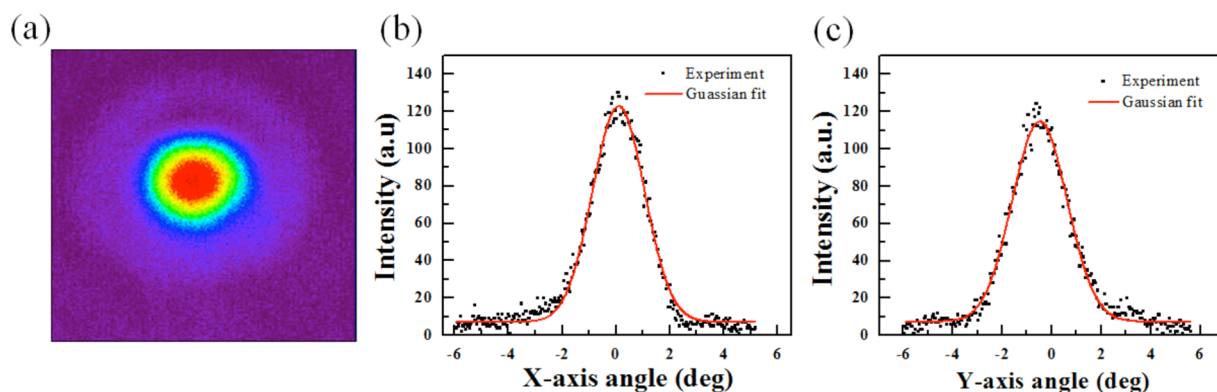 (a)
(b)
140
120
100
80
60
40
20
0
Intensity (a.u)
Experiment
Guassian fit
-6
-4
-2
0
2
4
6
X-axis angle (deg)
(c)
140
120
100
80
60
40
20
0
Intensity (a.u.)
Experiment
Gaussian fit
-6
-4
-2
0
2
4
6
Y-axis angle (deg)